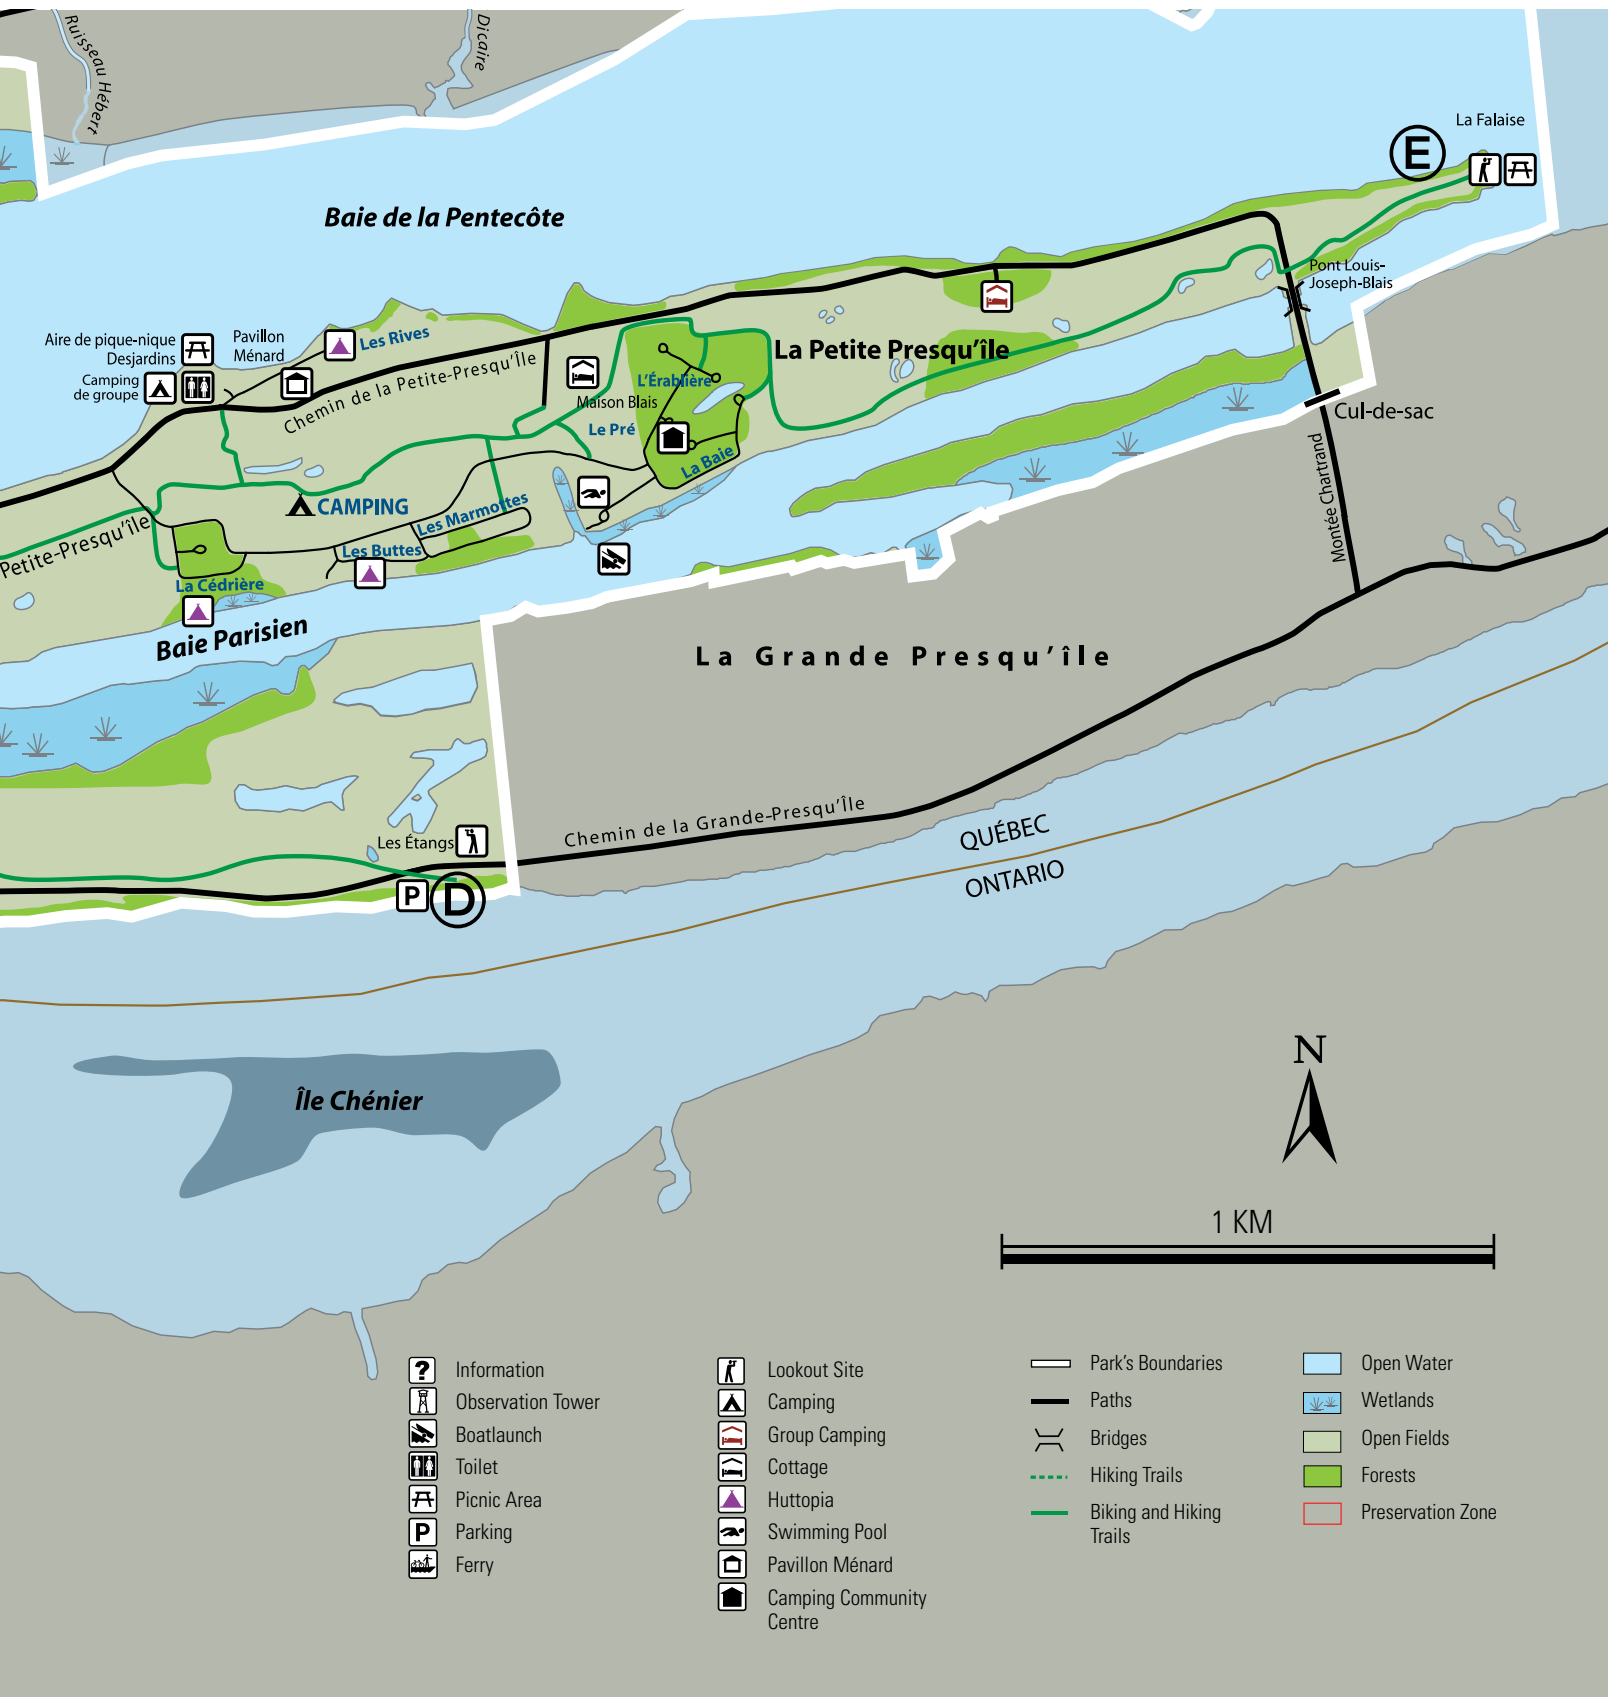 Ruisseau Hébert
Dicaire
La Falaise
E
Baie de la Pentecôte
Pont Louis-
Joseph-Blais
Aire de pique-nique
Desjardins
Pavillon
Ménard
Les Rives
Camping
de groupe
Chemin de la Petite-Presqu'Île
La Petite Presqu'île
L'Érablière
Maison Blais
Le Pré
La Baie
Cul-de-sac
Montée Chartrand
CAMPING
Les Marmottes
Les Buttes
Petite-Presqu'île
La Cédrière
Baie Parisien
La Grande Presqu'île
Chemin de la Grande-Presqu'Île
Les Étangs
P
D
QUÉBEC
ONTARIO
Île Chénier
N
1 KM
? Information
Observation Tower
Boatlaunch
Toilet
Picnic Area
P Parking
Ferry
Lookout Site
Camping
Group Camping
Cottage
Huttopia
Swimming Pool
Pavillon Ménard
Camping Community
Centre
Park's Boundaries
Paths
Bridges
Hiking Trails
Biking and Hiking
Trails
Open Water
Wetlands
Open Fields
Forests
Preservation Zone